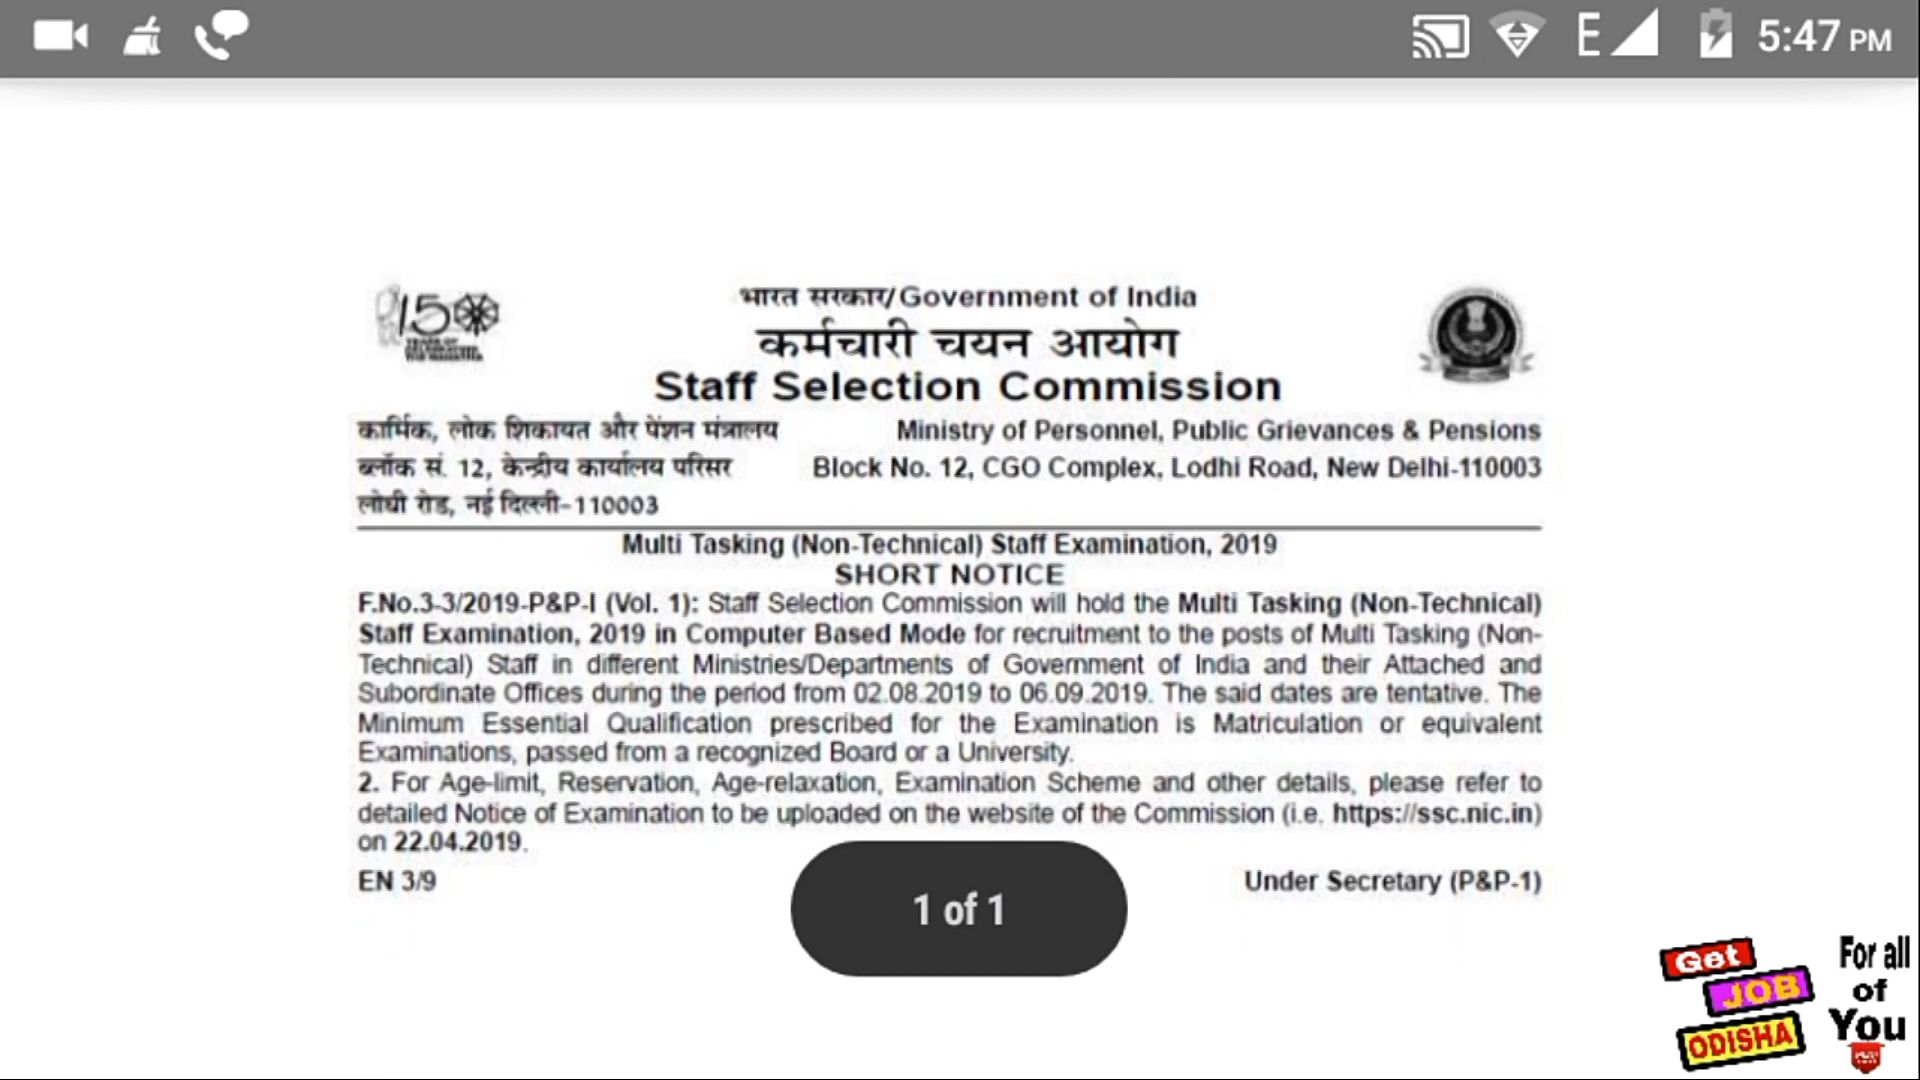 E 5:47 PM
150
YEARS OF
CELEBRATING
THE MAHATMA
भारत सरकार/Government of India
कर्मचारी चयन आयोग
Staff Selection Commission
कार्मिक, लोक शिकायत और पेंशन मंत्रालय
ब्लॉक सं. 12, केन्द्रीय कार्यालय परिसर
लोधी रोड, नई दिल्ली-110003
Ministry of Personnel, Public Grievances & Pensions
Block No. 12, CGO Complex, Lodhi Road, New Delhi-110003
Multi Tasking (Non-Technical) Staff Examination, 2019
SHORT NOTICE
F.No.3-3/2019-P&P-I (Vol. 1): Staff Selection Commission will hold the Multi Tasking (Non-Technical)
Staff Examination, 2019 in Computer Based Mode for recruitment to the posts of Multi Tasking (Non-
Technical) Staff in different Ministries/Departments of Government of India and their Attached and
Subordinate Offices during the period from 02.08.2019 to 06.09.2019. The said dates are tentative. The
Minimum Essential Qualification prescribed for the Examination is Matriculation or equivalent
Examinations, passed from a recognized Board or a University.
2. For Age-limit, Reservation, Age-relaxation, Examination Scheme and other details, please refer to
detailed Notice of Examination to be uploaded on the website of the Commission (i.e. https://ssc.nic.in)
on 22.04.2019.
EN 3/9
Under Secretary (P&P-1)
1 of 1
Get
JOB
ODISHA
For all
of
You